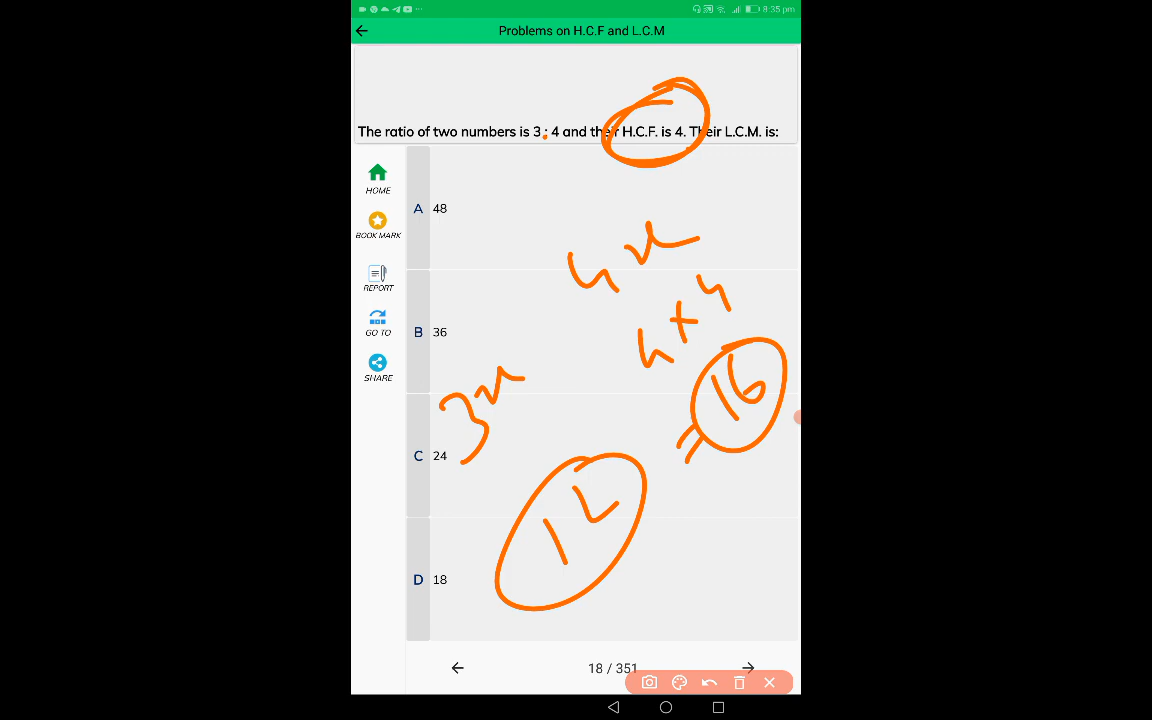 8:35 pm
Problems on H.C.F and L.C.M
The ratio of two numbers is 3 : 4 and their H.C.F. is 4. Their L.C.M. is:
HOME
BOOK MARK
REPORT
GO TO
SHARE
A 48
B 36
C 24
D 18
4x
4x4
=16
3x
12
18 / 351